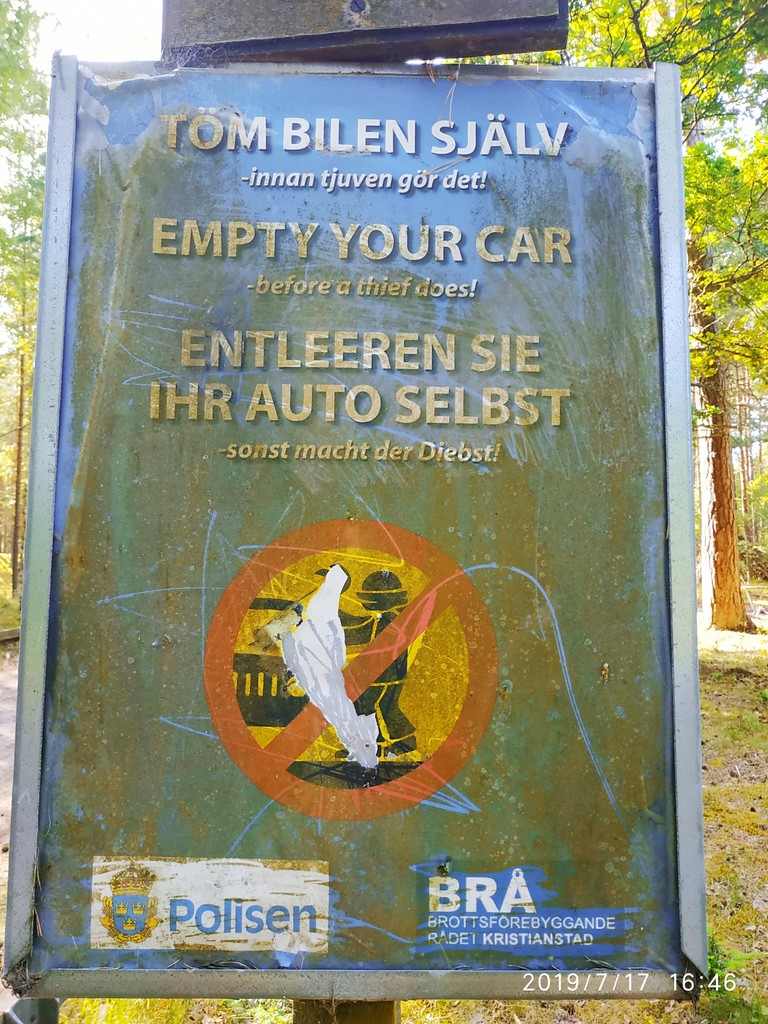 TÖM BILEN SJÄLV
-innan tjuven gör det!
EMPTY YOUR CAR
-before a thief does!
ENTLEEREN SIE
IHR AUTO SELBST
-sonst macht der Diebst!
Polisen
BRÅ
BROTTSFÖREBYGGANDE
RÅDET KRISTIANSTAD
2019/7/17 16:46